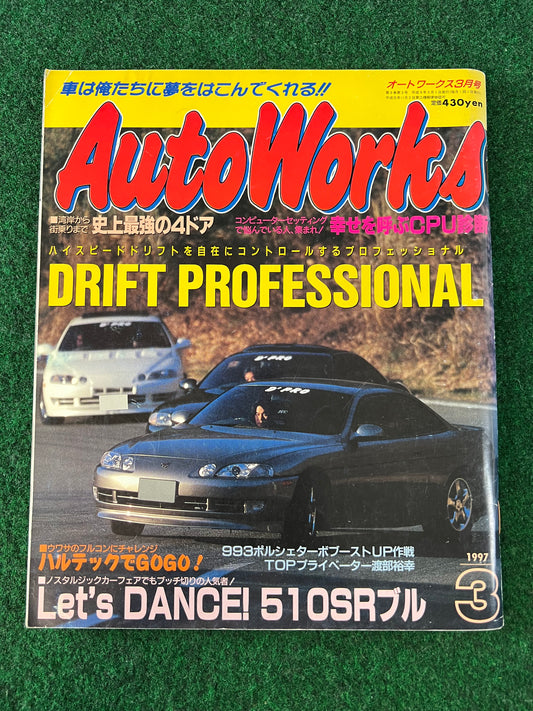 車は俺たちに夢をはこんでくれる!!
オートワークス3月号
定価430yen
AutoWorks
■湾岸から
街乗りまで
史上最強の4ドア
コンピューターセッティング
で悩んでいる人、集まれ!
幸せを呼ぶCPU診断
ハイスピードドリフトを自在にコントロールするプロフェッショナル
DRIFT PROFESSIONAL
D'PRO
D'PRO
D'PRO
■ウワサのフルコンにチャレンジ
ハルテックでGOGO!
993ポルシェターボブーストUP作戦
TOPプライベーター渡部裕幸
■ノスタルジックカーフェアでもブッチ切りの人気者!
Let's DANCE! 510SRブル
1997
3